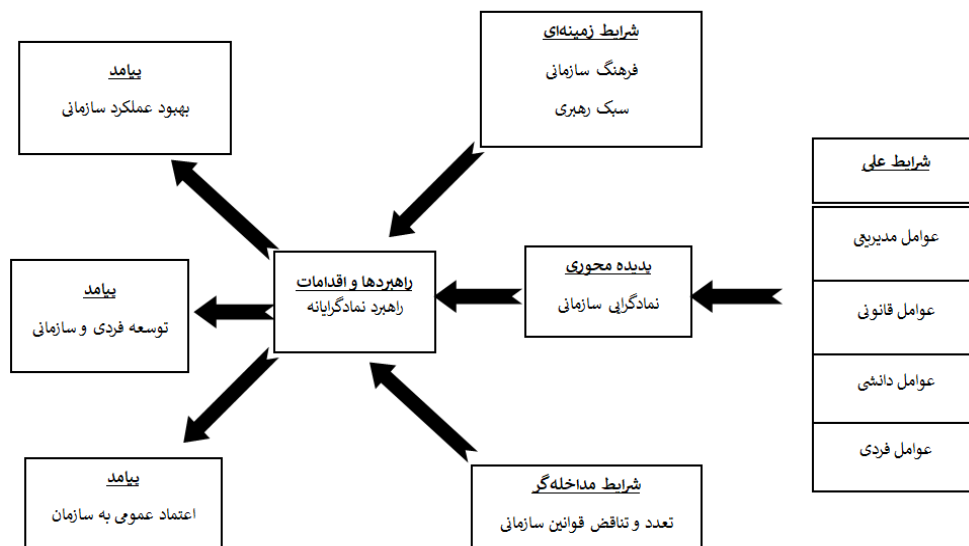 شرایط علی
عوامل مدیریتی
عوامل قانونی
عوامل دانشی
عوامل فردی
شرایط زمینه‌ای
فرهنگ سازمانی
سبک رهبری
پدیده محوری
نمادگرایی سازمانی
شرایط مداخله‌گر
تعدد و تناقض قوانین سازمانی
راهبردها و اقدامات
راهبرد نمادگرایانه
پیامد
بهبود عملکرد سازمانی
پیامد
توسعه فردی و سازمانی
پیامد
اعتماد عمومی به سازمان